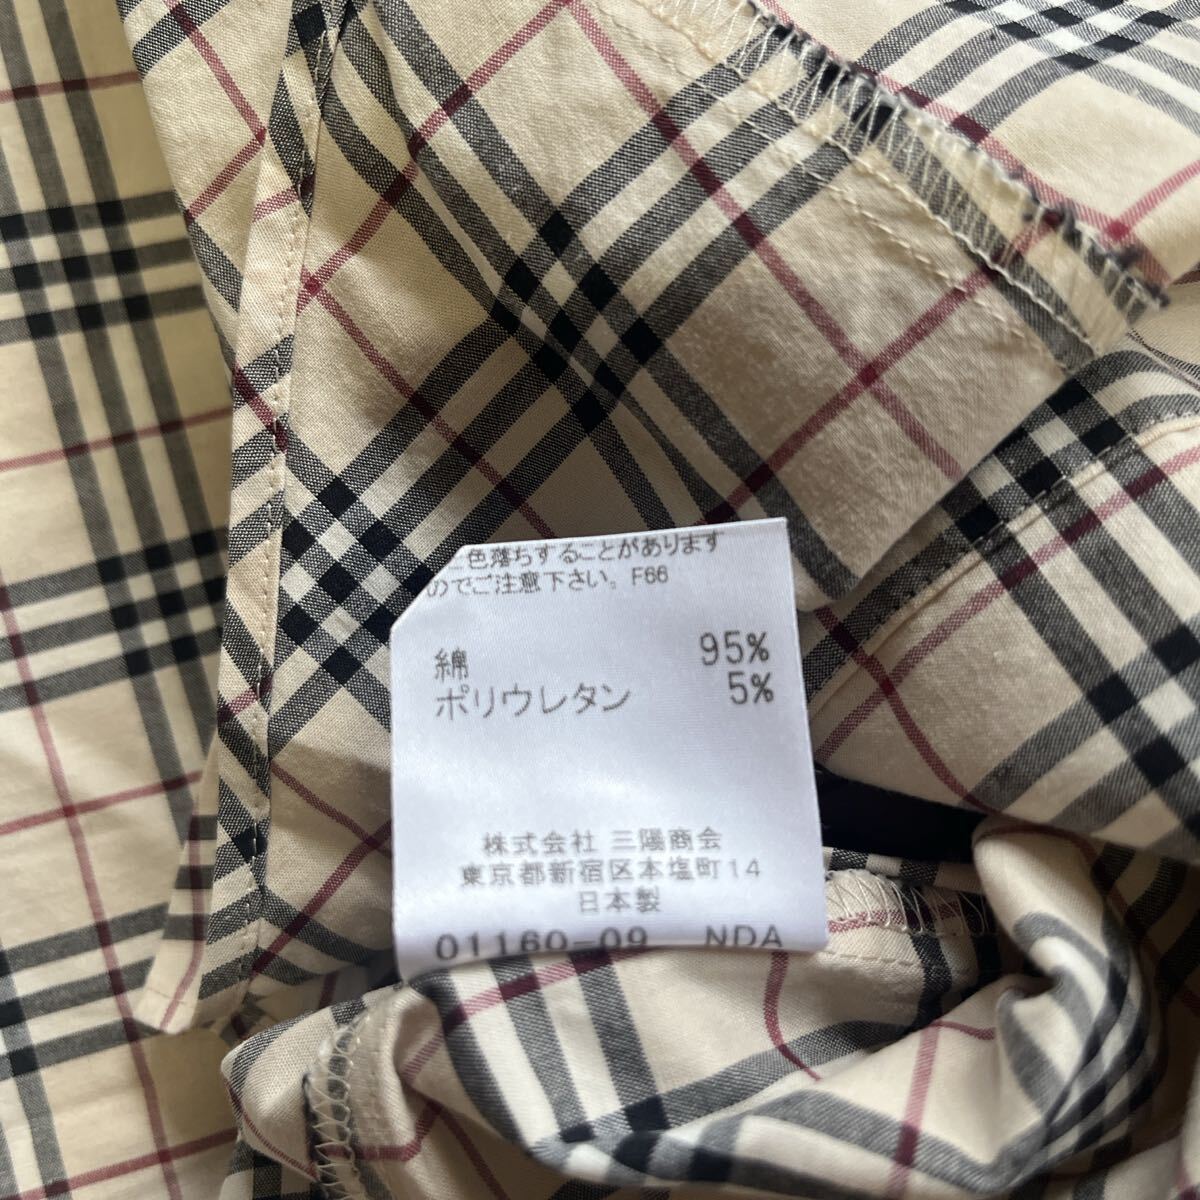 色落ちすることがあります
のでご注意下さい。F66
綿 95%
ポリウレタン 5%
株式会社 三陽商会
東京都新宿区本塩町14
日本製
01160-09 NDA